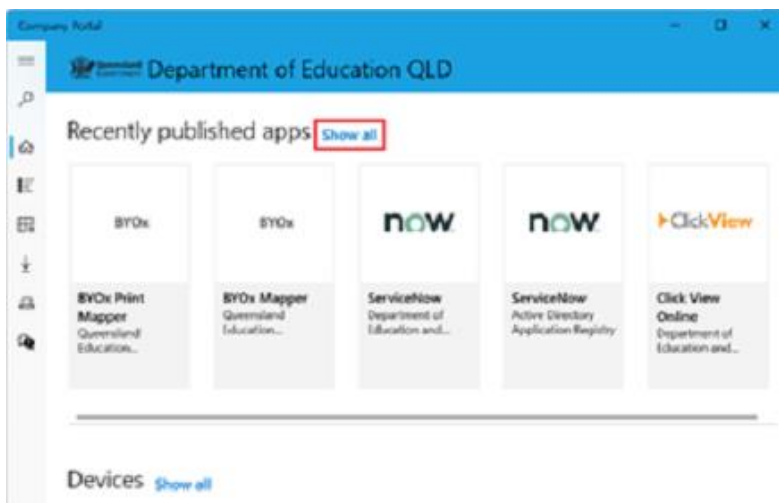 Company Portal
Queensland Government Department of Education QLD
Recently published apps Show all
BYOx
BYOx
now
now
ClickView
BYOx Print
Mapper
Queensland
Education...
BYOx Mapper
Queensland
Education...
ServiceNow
Department of
Education and...
ServiceNow
Active Directory
Application Registry
Click View
Online
Department of
Education and...
Devices Show all